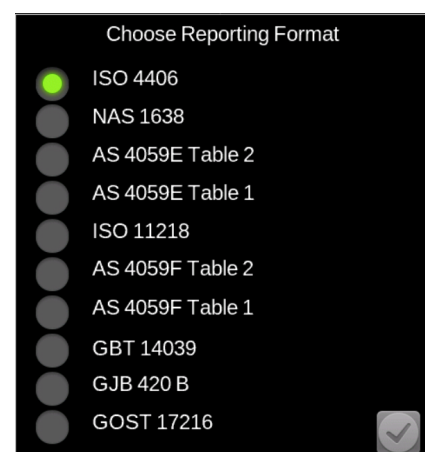 Choose Reporting Format
ISO 4406
NAS 1638
AS 4059E Table 2
AS 4059E Table 1
ISO 11218
AS 4059F Table 2
AS 4059F Table 1
GBT 14039
GJB 420 B
GOST 17216